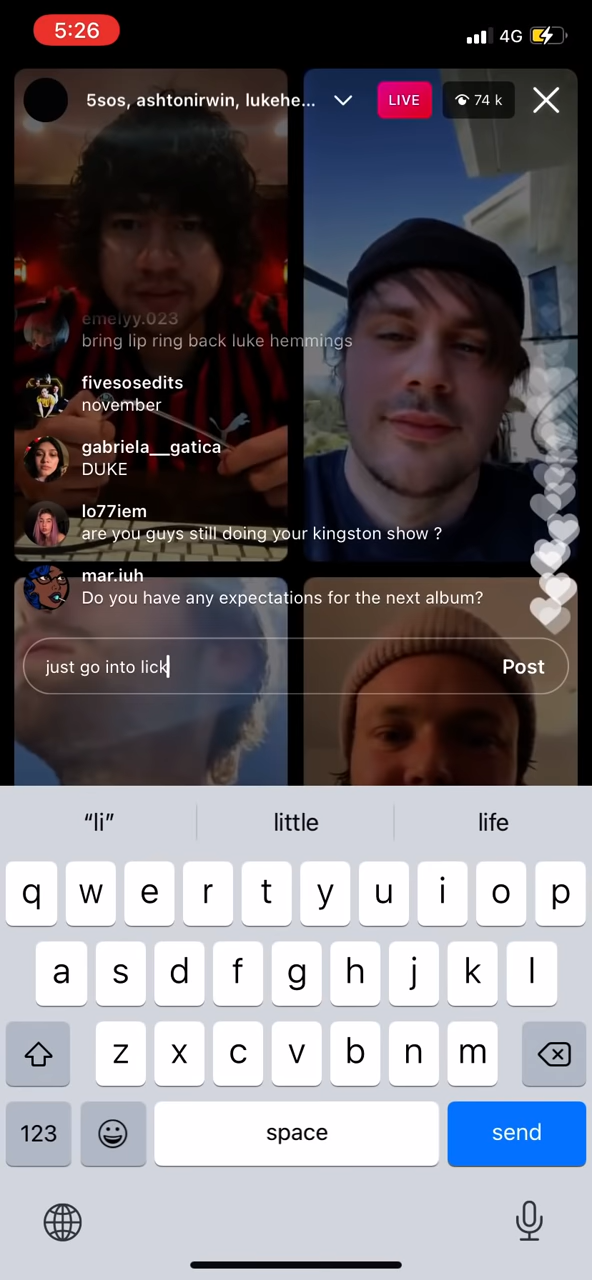 5:26
4G
5sos, ashtonirwin, lukehe...
LIVE
74 k
emelyy.023
bring lip ring back luke hemmings
fivesosedits
november
gabriela__gatica
DUKE
lo77iem
are you guys still doing your kingston show ?
mar.iuh
Do you have any expectations for the next album?
just go into lick
Post
“li”
little
life
q w e r t y u i o p
a s d f g h j k l
z x c v b n m
123
space
send